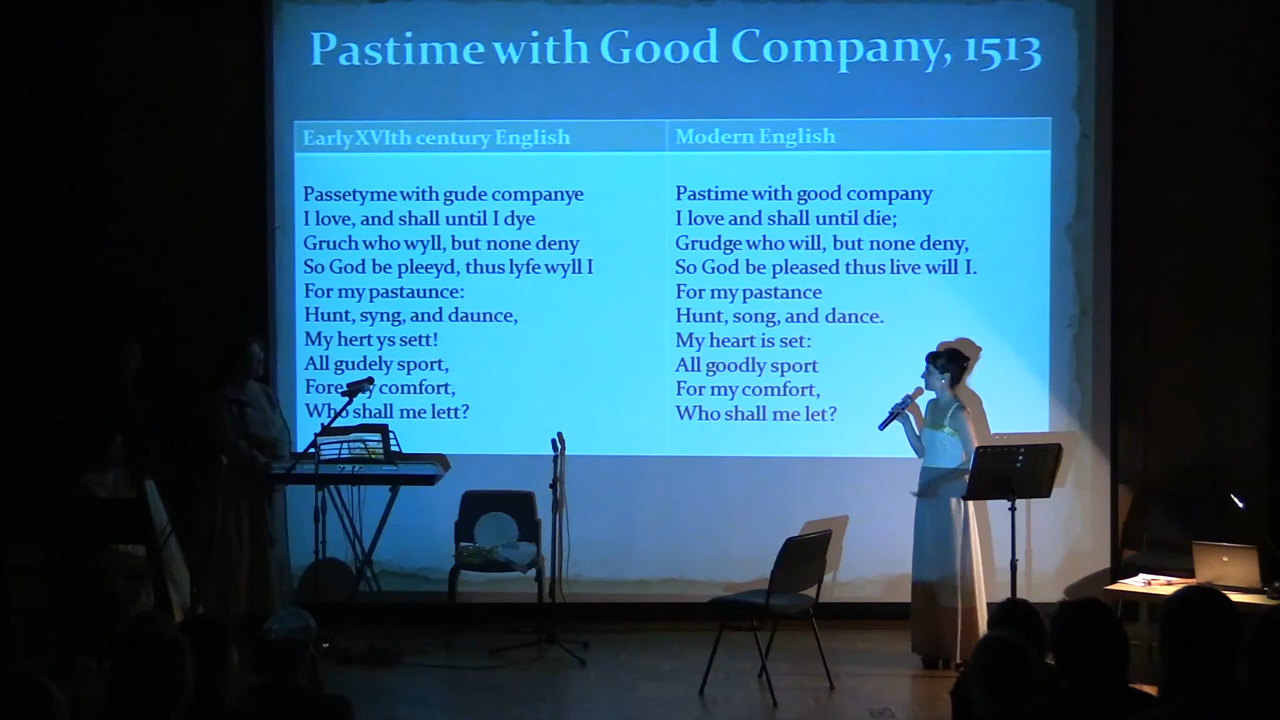 Pastime with Good Company, 1513
Early XVIth century English
Passetyme with gude companye
I love, and shall until I dye
Gruch who wyll, but none deny
So God be pleeyd, thus lyfe wyll I
For my pastaunce:
Hunt, syng, and daunce,
My hert ys sett!
All gudely sport,
Fore my comfort,
Who shall me lett?
Modern English
Pastime with good company
I love and shall until die;
Grudge who will, but none deny,
So God be pleased thus live will I.
For my pastance
Hunt, song, and dance.
My heart is set:
All goodly sport
For my comfort,
Who shall me let?